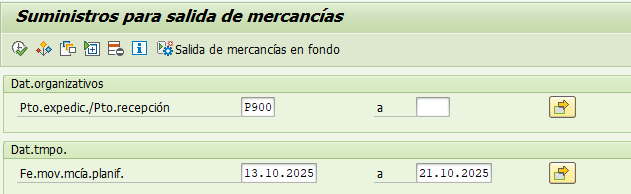 Suministros para salida de mercancías
Salida de mercancías en fondo
Dat.organizativos
Pto.expedic./Pto.recepción P900 a
Dat.tmpo.
Fe.mov.mcía.planif. 13.10.2025 a 21.10.2025